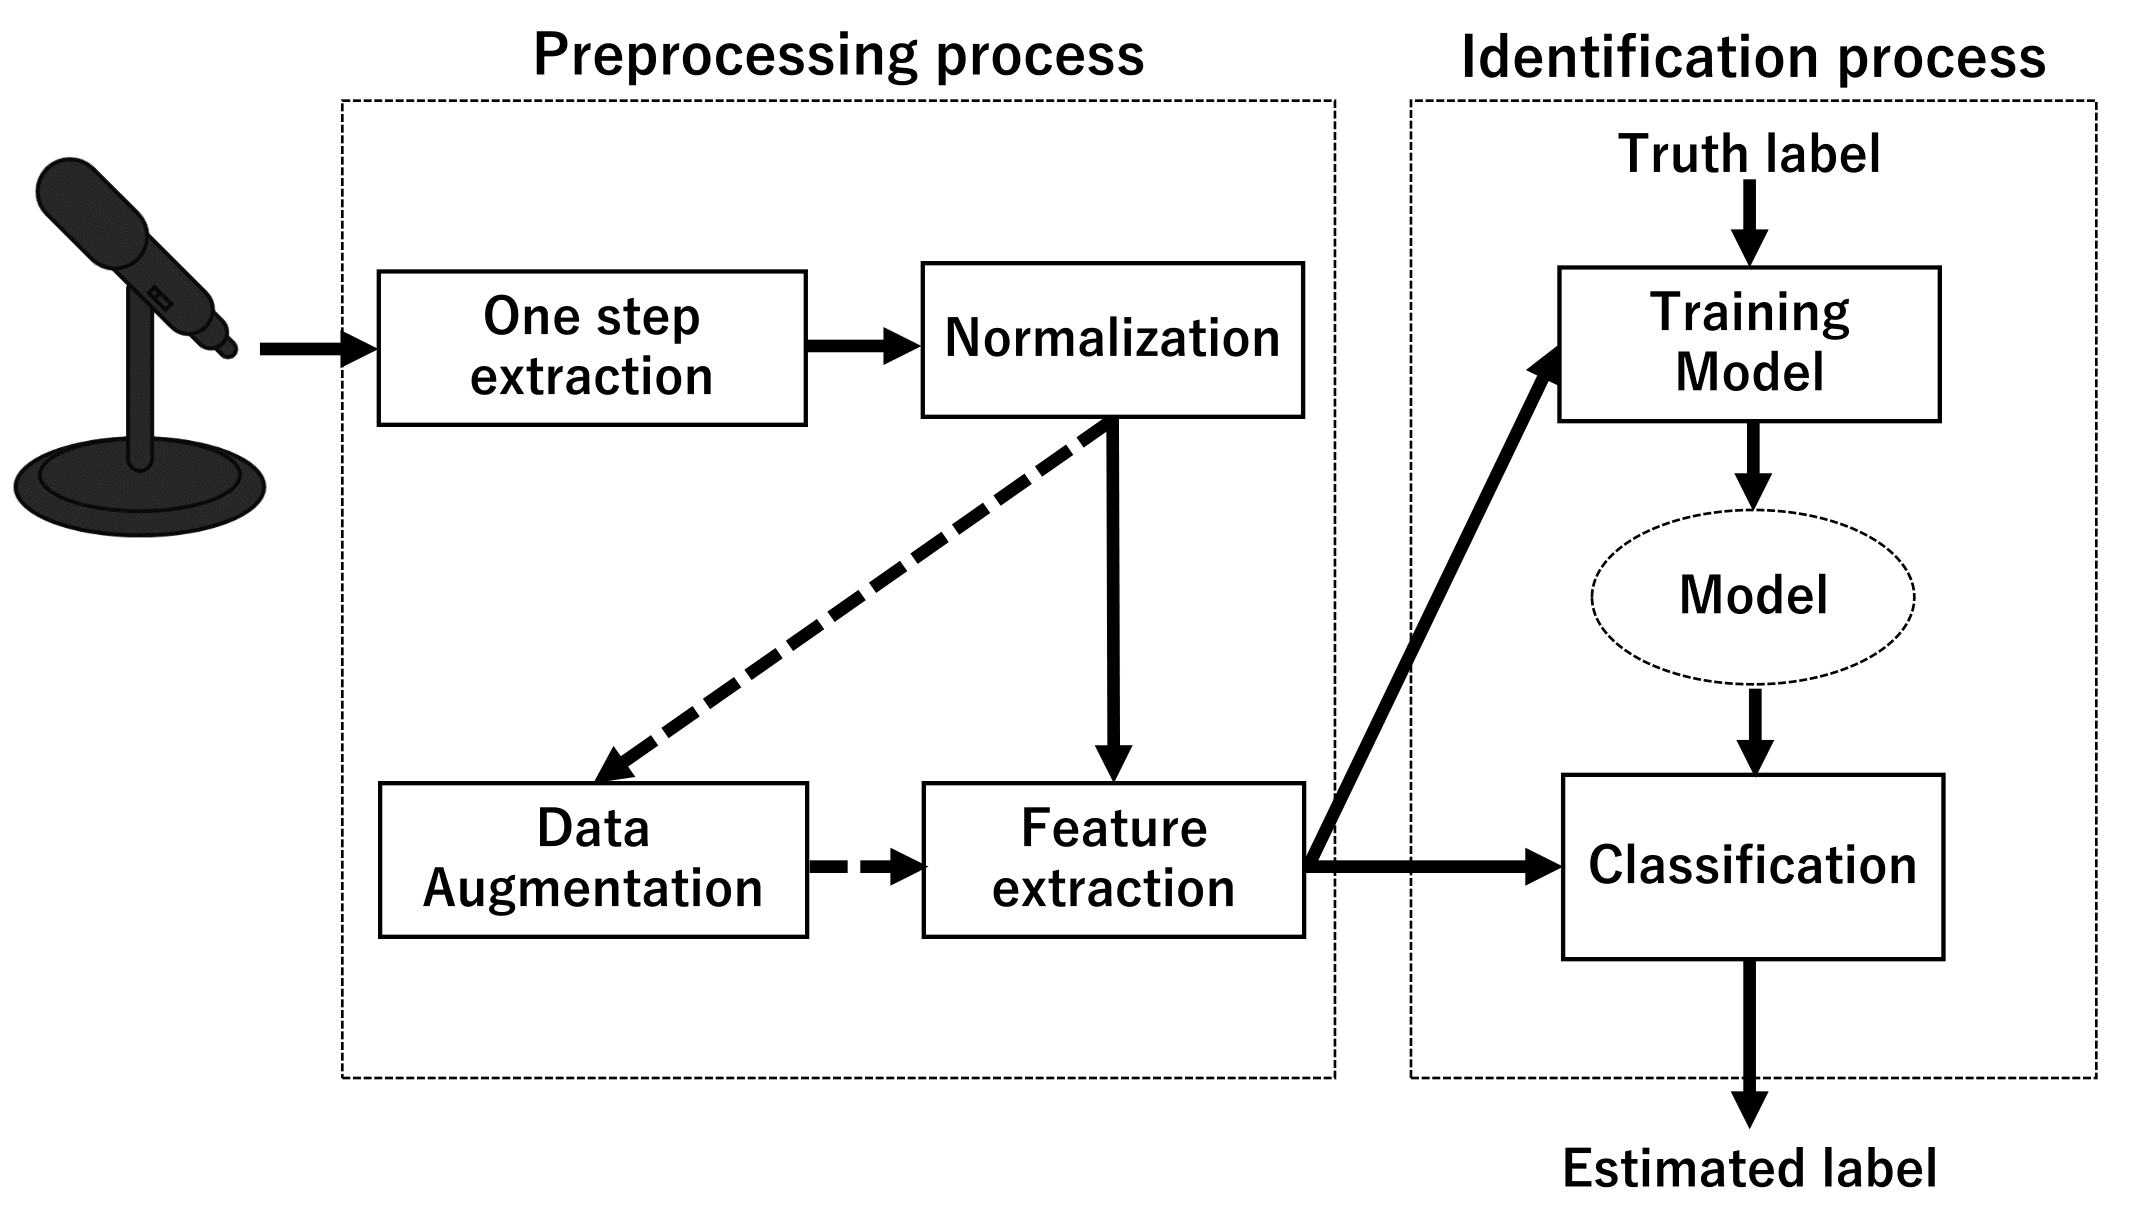 Preprocessing process
One step
extraction
Normalization
Data
Augmentation
Feature
extraction
Identification process
Truth label
Training
Model
Model
Classification
Estimated label